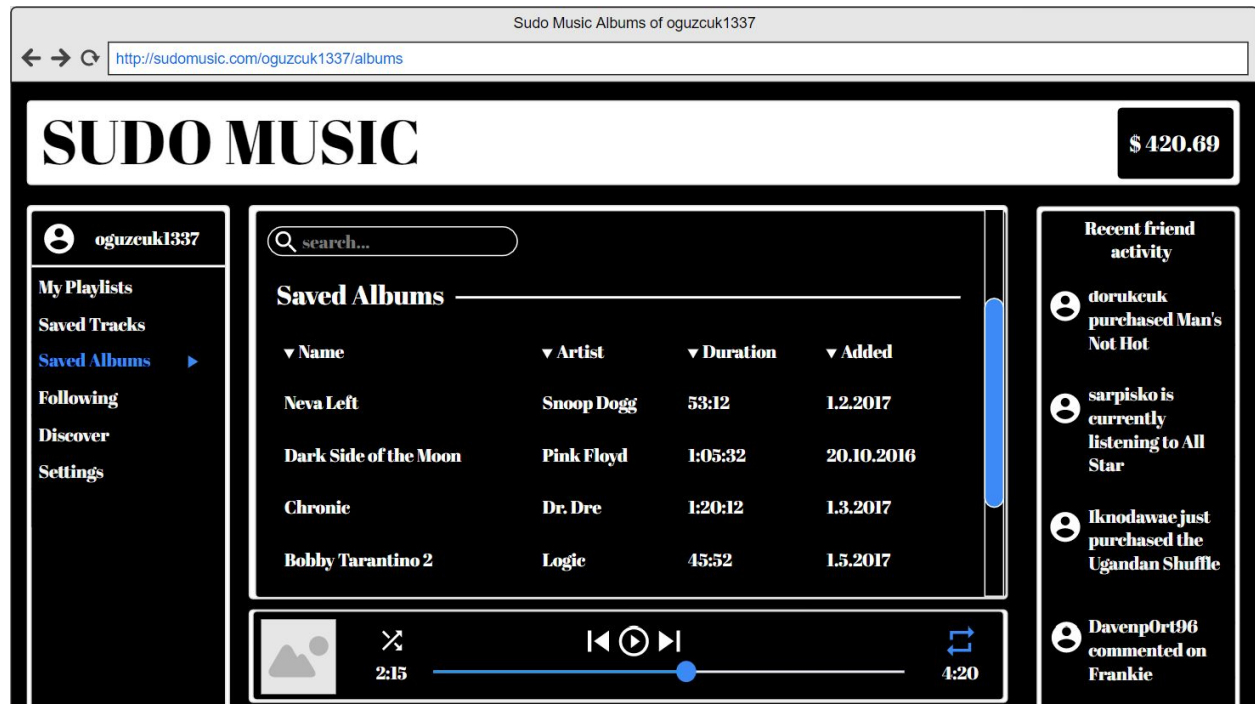 Sudo Music Albums of oguzcuk1337
http://sudomusic.com/oguzcuk1337/albums
SUDO MUSIC
$ 420.69
oguzcuk1337
My Playlists
Saved Tracks
Saved Albums
Following
Discover
Settings
search...
Saved Albums
Name Artist Duration Added
Neva Left Snoop Dogg 53:12 1.2.2017
Dark Side of the Moon Pink Floyd 1:05:32 20.10.2016
Chronic Dr. Dre 1:20:12 1.3.2017
Bobby Tarantino 2 Logic 45:52 1.5.2017
2:15 4:20
Recent friend
activity
dorukcuk
purchased Man's
Not Hot
sarpisko is
currently
listening to All
Star
Iknodawae just
purchased the
Ugandan Shuffle
Davenp0rt96
commented on
Frankie